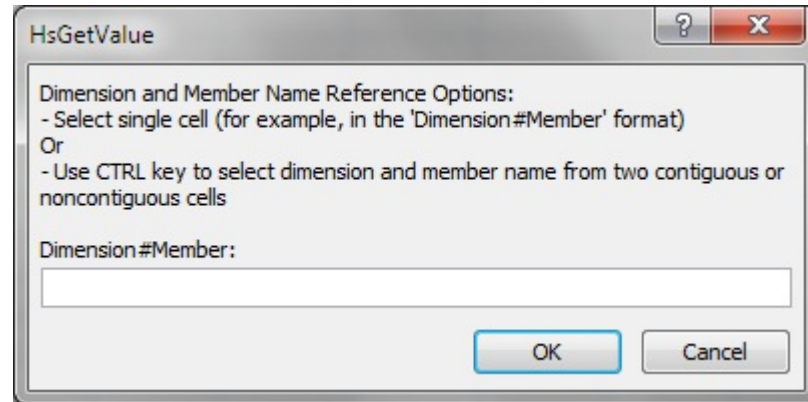 HsGetValue
?
Dimension and Member Name Reference Options:
- Select single cell (for example, in the 'Dimension#Member' format)
Or
- Use CTRL key to select dimension and member name from two contiguous or
noncontiguous cells
Dimension#Member:
OK Cancel